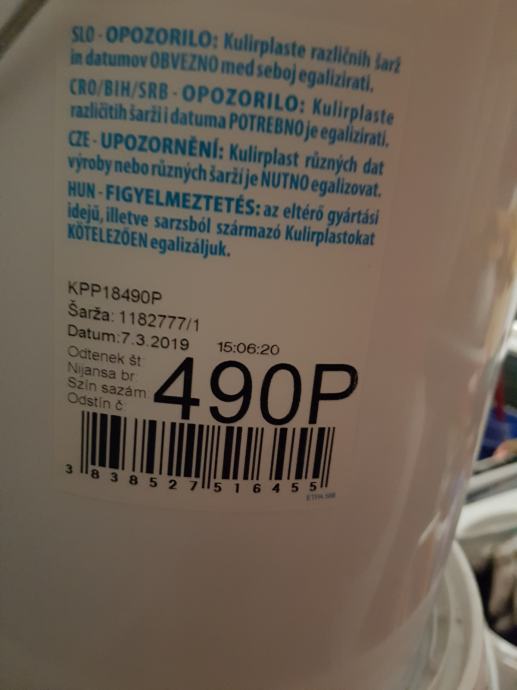 SLO - OPOZORILO: Kulirplaste različnih šarž
in datumov OBVEZNO med seboj egalizirati.
CRO/BIH/SRB - OPOZORILO: Kulirplaste
različitih šarži i datuma POTREBNO je egalizirati.
CZE - UPOZORNĚNÍ: Kulirplast různých dat
výroby nebo různých šarží je NUTNO egalizovat.
HUN - FIGYELMEZTETÉS: az eltérő gyártási
idejű, illetve sarzsból származó Kulirplastokat
KÖTELEZŐEN egalizáljuk.
KPP18490P
Šarža: 1182777/1
Datum:7.3.2019 15:06:20
Odtenek št
Nijansa br
Szín sazám
Odstín č
490P
3 838527 516455